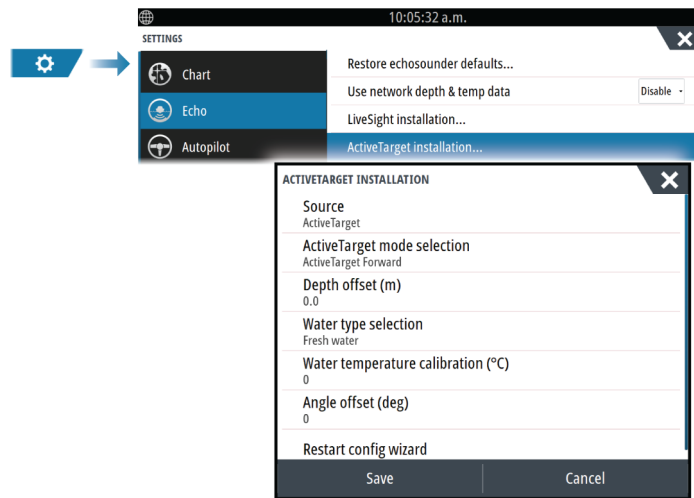 10:05:32 a.m.
SETTINGS
Chart
Echo
Autopilot
Restore echosounder defaults...
Use network depth & temp data
Disable
LiveSight installation...
ActiveTarget installation...
ACTIVETARGET INSTALLATION
Source
ActiveTarget
ActiveTarget mode selection
ActiveTarget Forward
Depth offset (m)
0.0
Water type selection
Fresh water
Water temperature calibration (°C)
0
Angle offset (deg)
0
Restart config wizard
Save
Cancel